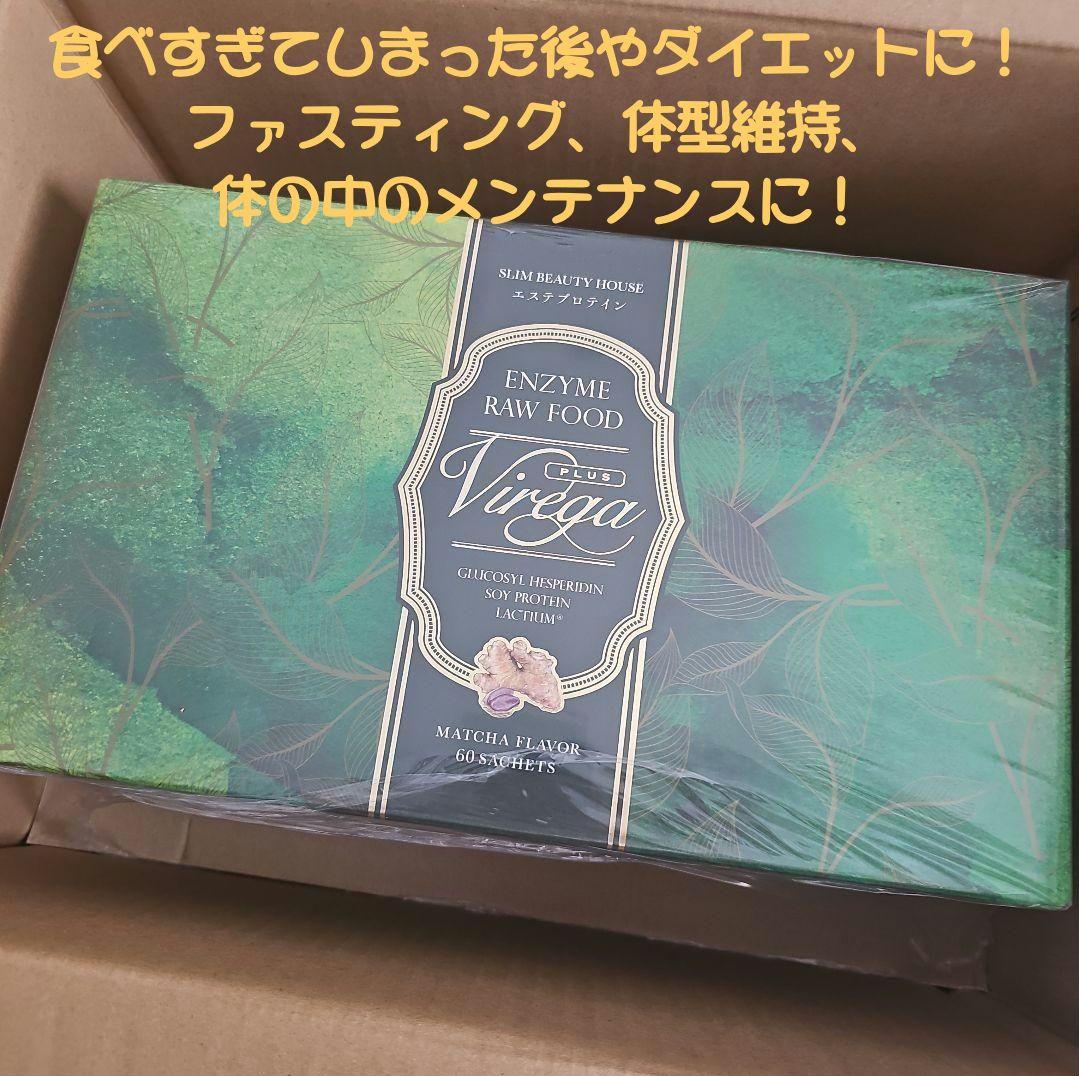 食べすぎてしまった後やダイエットに！
ファスティング、体型維持、
体の中のメンテナンスに！
SLIM BEAUTY HOUSE
エステプロテイン
ENZYME
RAW FOOD
PLUS
Virega
GLUCOSYL HESPERIDIN
SOY PROTEIN
LACTIUM®
MATCHA FLAVOR
60 SACHETS